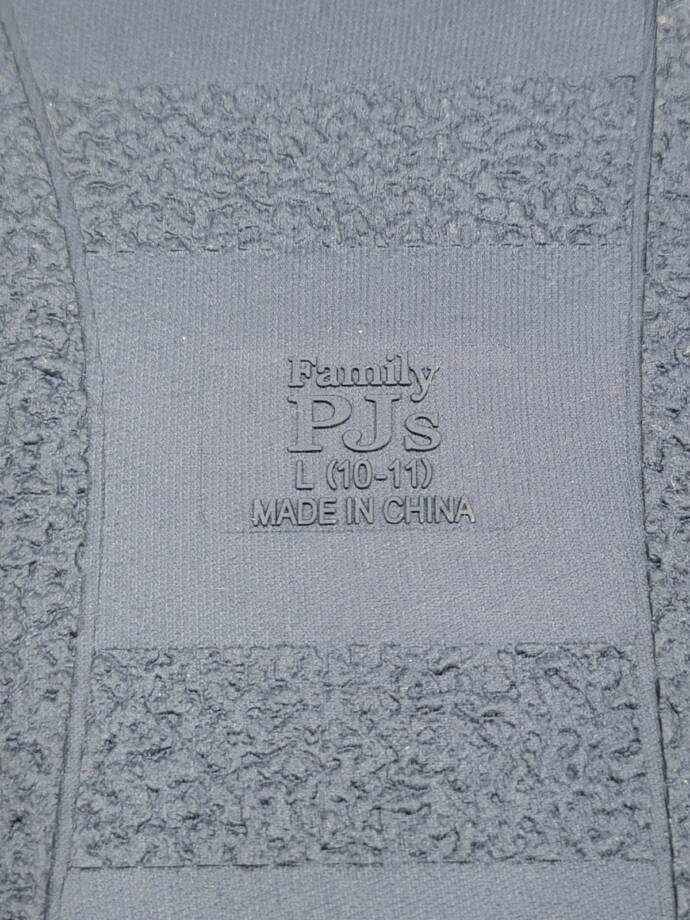 Family
PJs
L (10-11)
MADE IN CHINA